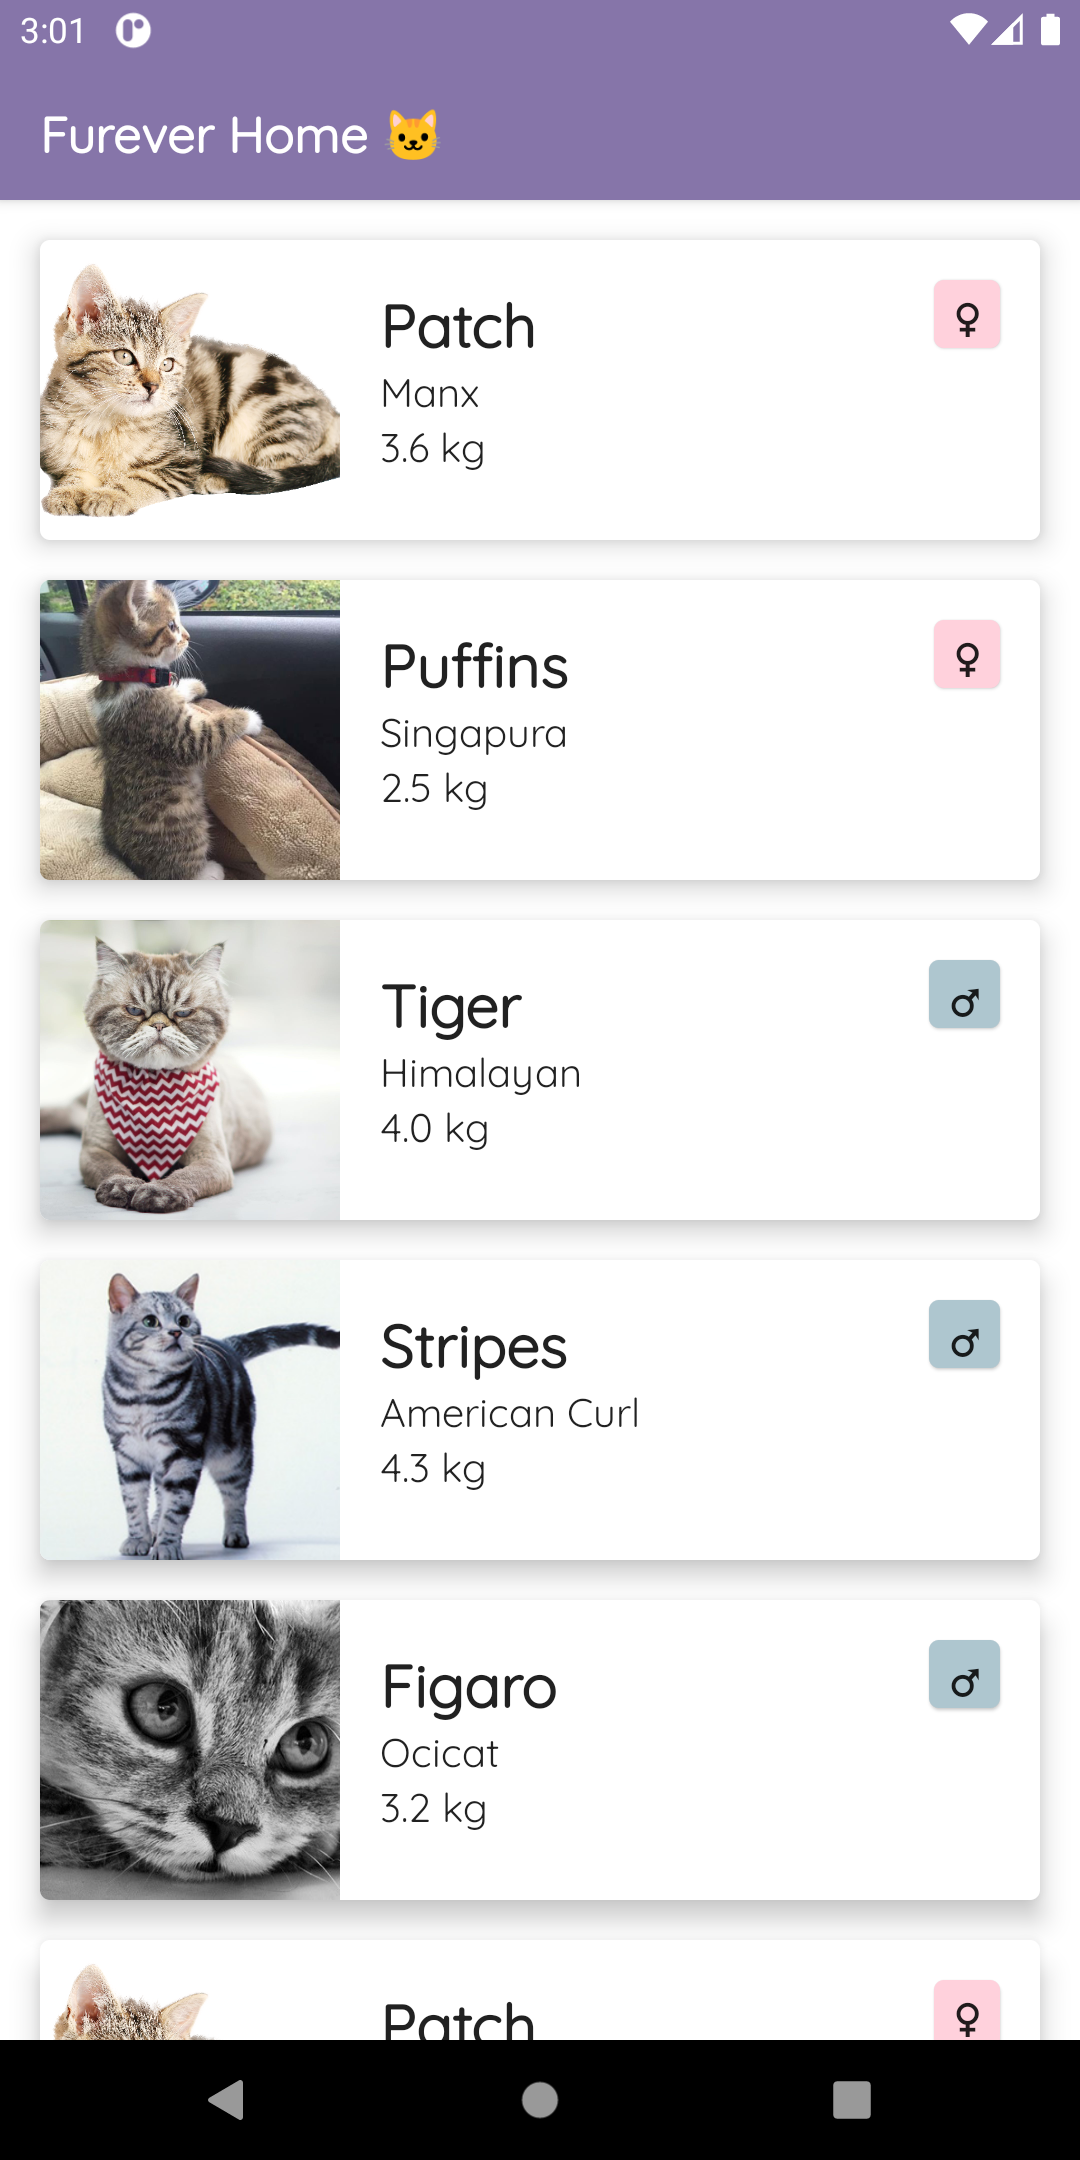 3:01
Furever Home 🐱
Patch
♀
Manx
3.6 kg
Puffins
♀
Singapura
2.5 kg
Tiger
♂
Himalayan
4.0 kg
Stripes
♂
American Curl
4.3 kg
Figaro
♂
Ocicat
3.2 kg
Patch
♀